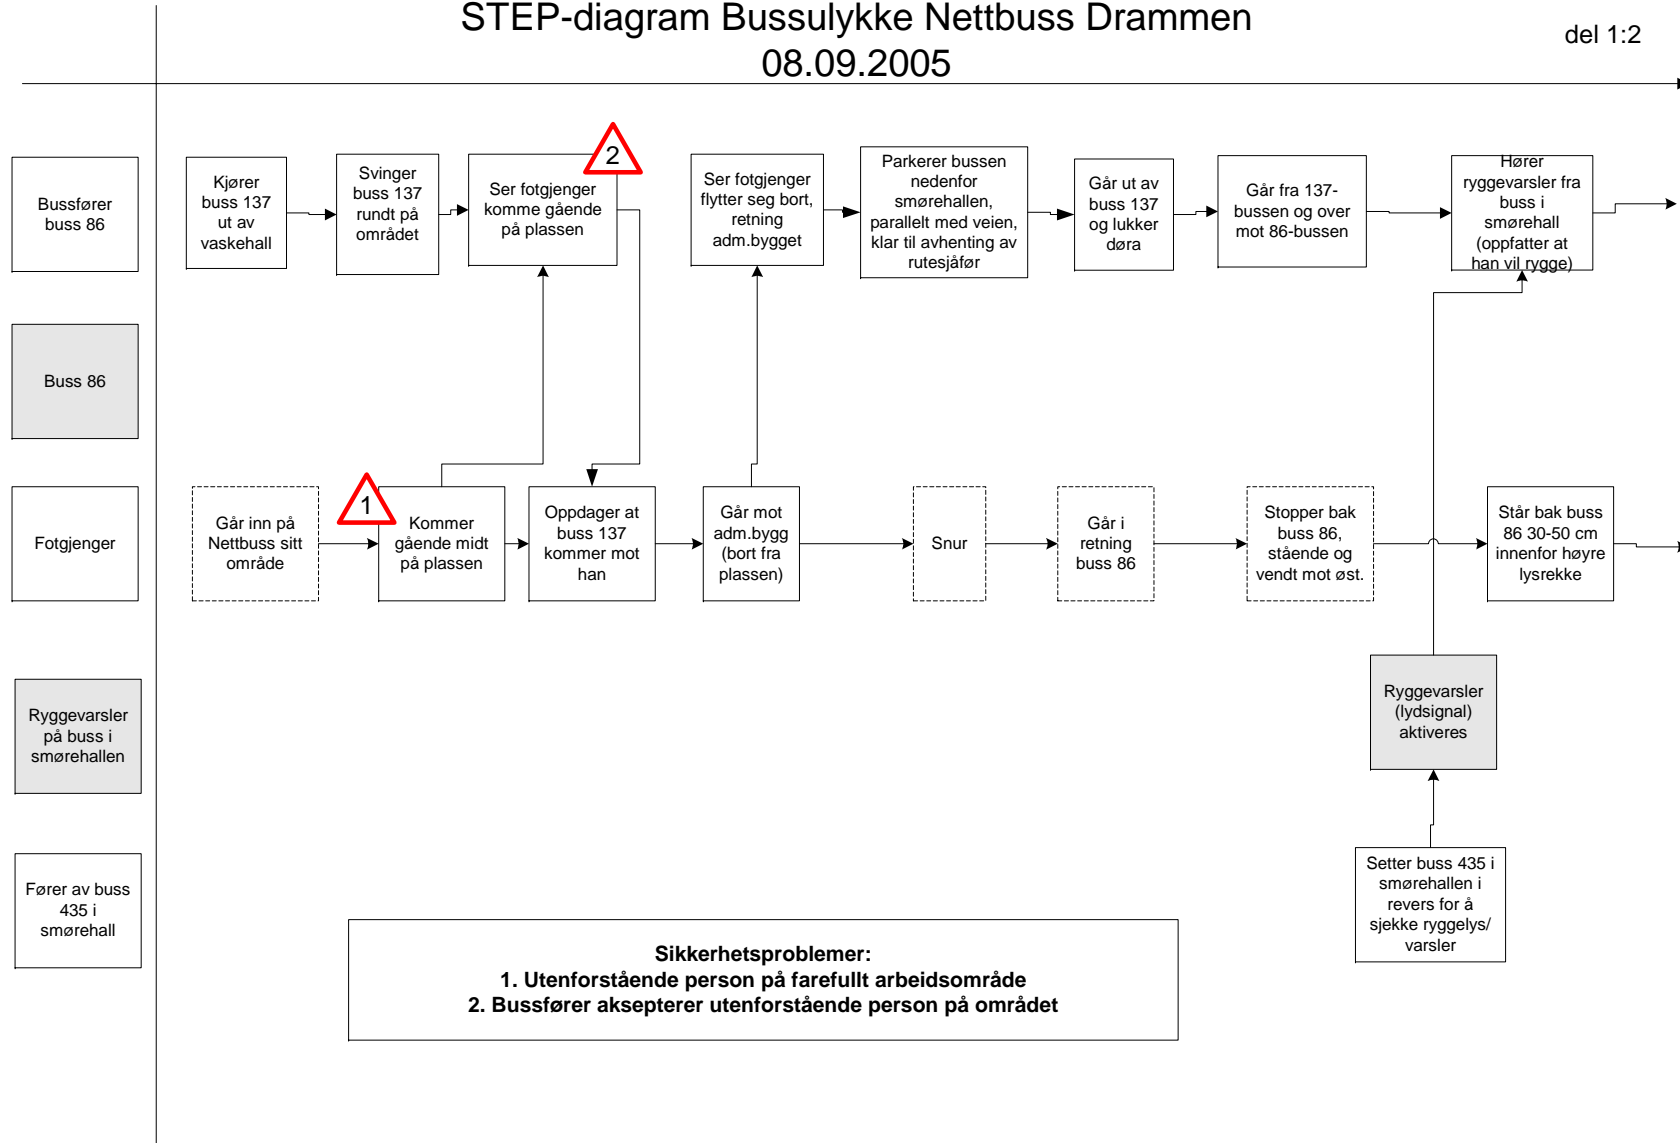 STEP-diagram Bussulykke Nettbuss Drammen
08.09.2005
del 1:2
Bussfører
buss 86
Kjører
buss 137
ut av
vaskehall
Svinger
buss 137
rundt på
området
Ser fotgjenger
komme gående
på plassen
2
Ser fotgjenger
flytter seg bort,
retning
adm.bygget
Parkerer bussen
nedenfor
smørehallen,
parallelt med veien,
klar til avhenting av
rutesjåfør
Går ut av
buss 137
og lukker
døra
Går fra 137-
bussen og over
mot 86-bussen
Hører
ryggevarsler fra
buss i
smørehall
(oppfatter at
han vil rygge)
Buss 86
Fotgjenger
Går inn på
Nettbuss sitt
område
1
Kommer
gående midt
på plassen
Oppdager at
buss 137
kommer mot
han
Går mot
adm.bygg
(bort fra
plassen)
Snur
Går i
retning
buss 86
Stopper bak
buss 86,
stående og
vendt mot øst.
Står bak buss
86 30-50 cm
innenfor høyre
lysrekke
Ryggevarsler
på buss i
smørehallen
Ryggevarsler
(lydsignal)
aktiveres
Fører av buss
435 i
smørehall
Setter buss 435 i
smørehallen i
revers for å
sjekke ryggelys/
varsler
Sikkerhetsproblemer:
1. Utenforstående person på farefullt arbeidsområde
2. Bussfører aksepterer utenforstående person på området